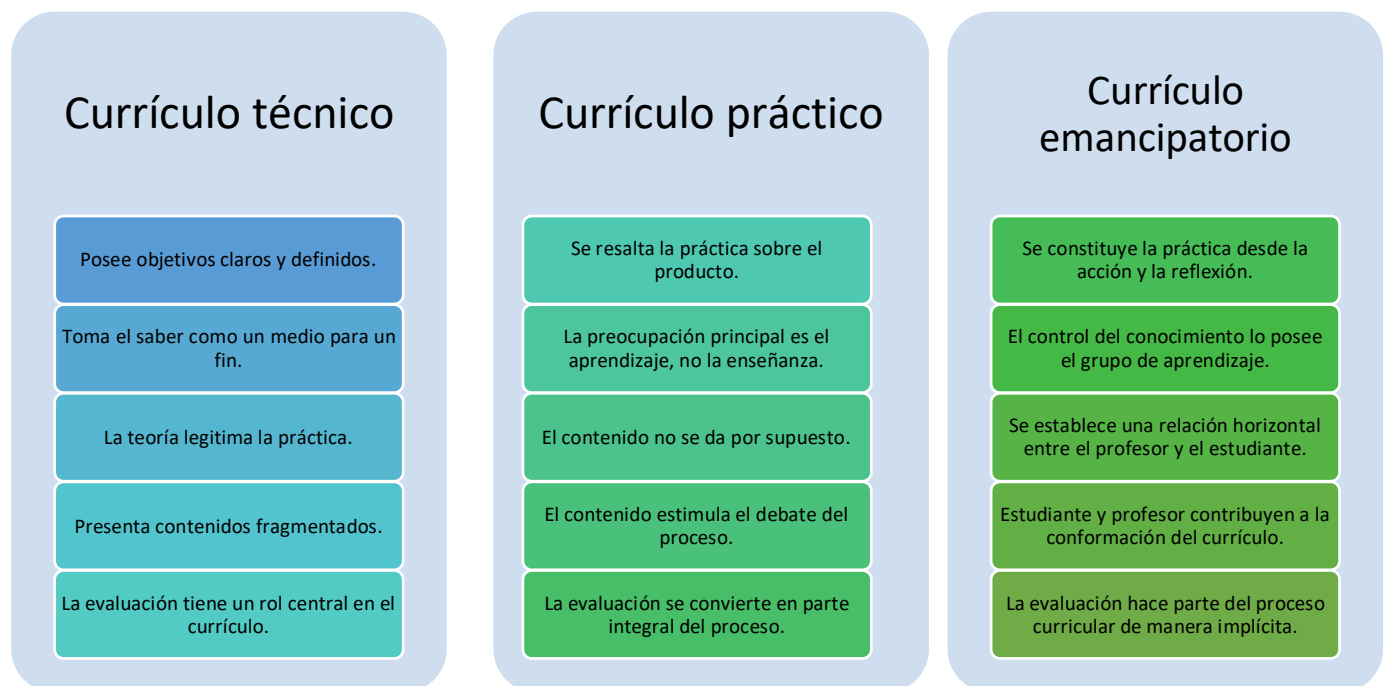 Currículo técnico
Posee objetivos claros y definidos.
Toma el saber como un medio para un
fin.
La teoría legitima la práctica.
Presenta contenidos fragmentados.
La evaluación tiene un rol central en el
currículo.
Currículo práctico
Se resalta la práctica sobre el
producto.
La preocupación principal es el
aprendizaje, no la enseñanza.
El contenido no se da por supuesto.
El contenido estimula el debate del
proceso.
La evaluación se convierte en parte
integral del proceso.
Currículo
emancipatorio
Se constituye la práctica desde la
acción y la reflexión.
El control del conocimiento lo posee
el grupo de aprendizaje.
Se establece una relación horizontal
entre el profesor y el estudiante.
Estudiante y profesor contribuyen a la
conformación del currículo.
La evaluación hace parte del proceso
curricular de manera implícita.